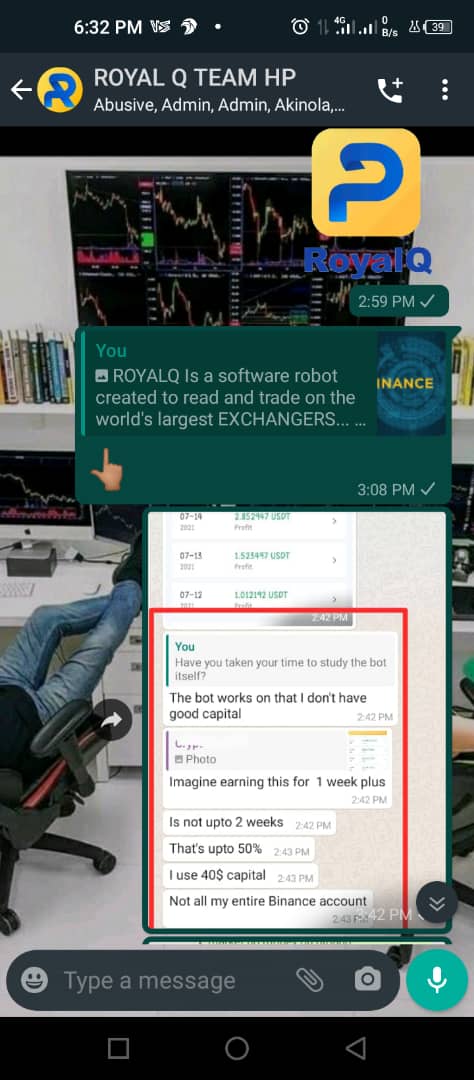 6:32 PM
4G
0
B/s
39
ROYAL Q TEAM HP
Abusive, Admin, Admin, Akinola,...
RoyalQ
2:59 PM
You
ROYALQ Is a software robot
created to read and trade on the
world's largest EXCHANGERS... ...
INANCE
3:08 PM
07-14 2.852947 USDT
2021 Profit
07-13 1.523497 USDT
2021 Profit
07-12 1.012192 USDT
2021 Profit
2:42 PM
You
Have you taken your time to study the bot
itself?
The bot works on that I don't have
good capital
2:42 PM
Photo
Imagine earning this for 1 week plus
2:42 PM
Is not upto 2 weeks 2:42 PM
That's upto 50% 2:43 PM
I use 40$ capital 2:43 PM
Not all my entire Binance account
2:43 PM
3:42 PM
Type a message